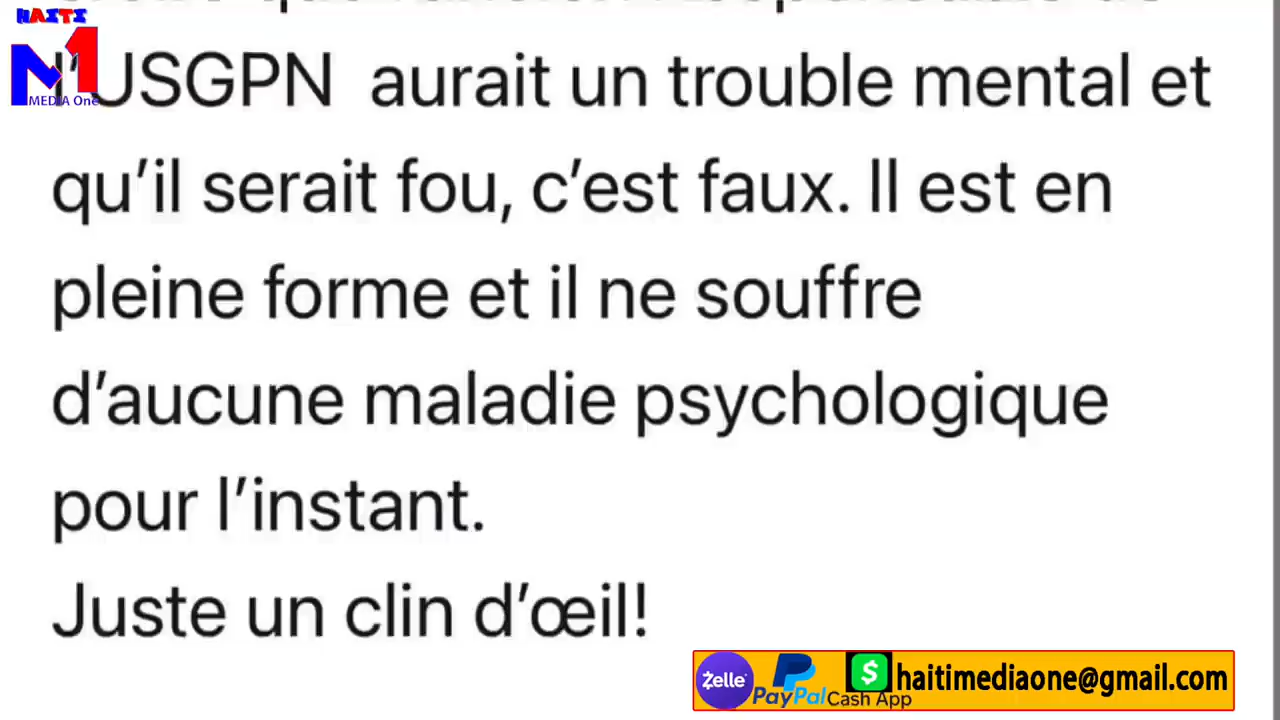 HAITI
M1
MEDIA One
l'USGPN aurait un trouble mental et
qu'il serait fou, c'est faux. Il est en
pleine forme et il ne souffre
d'aucune maladie psychologique
pour l'instant.
Juste un clin d'œil!
Zelle
PayPal
$
Cash App
haitimediaone@gmail.com